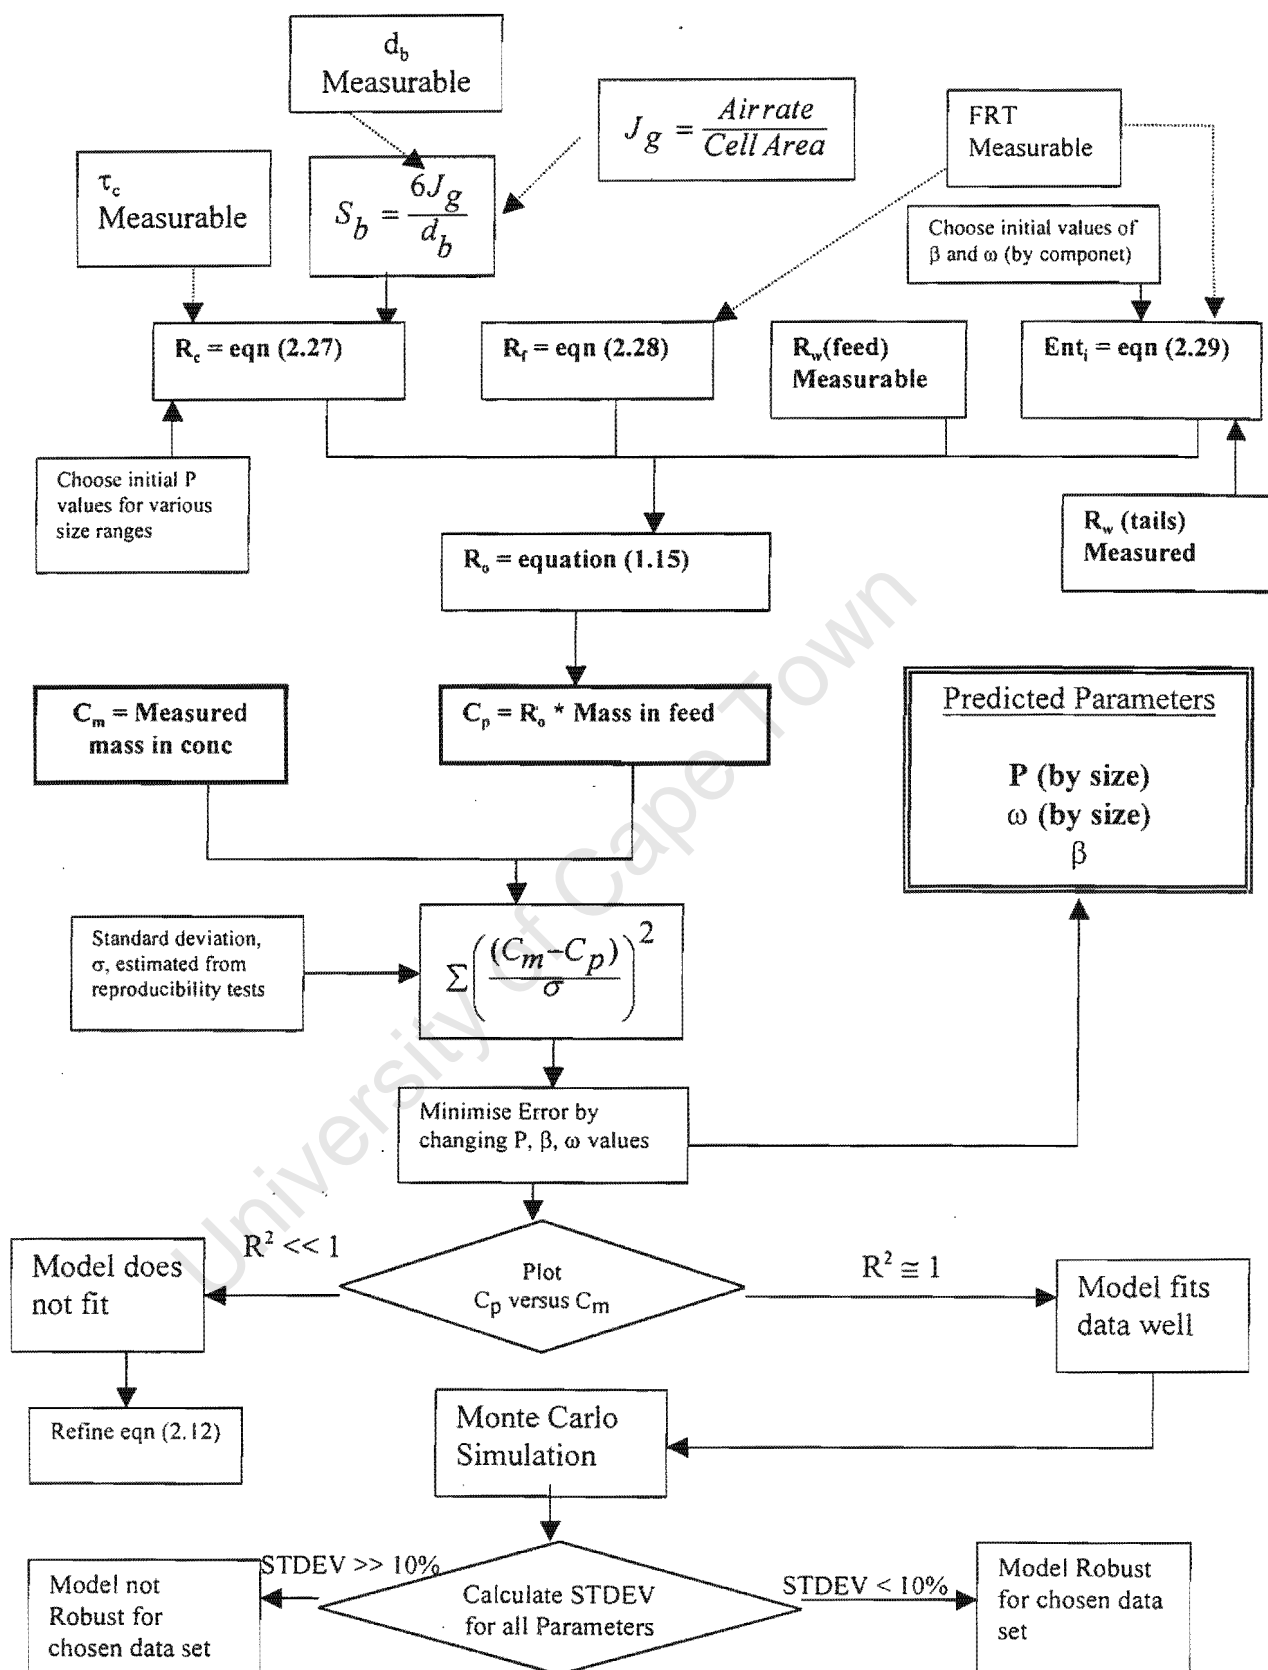 d_b
Measurable
J_g = Airrate / Cell Area
FRT
Measurable
τ_c
Measurable
S_b = 6J_g / d_b
Choose initial values of
β and ω (by componet)
R_c = eqn (2.27)
R_f = eqn (2.28)
R_w(feed)
Measurable
Ent_i = eqn (2.29)
Choose initial P
values for various
size ranges
R_w (tails)
Measured
R_o = equation (1.15)
C_m = Measured
mass in conc
C_p = R_o * Mass in feed
Predicted Parameters
P (by size)
ω (by size)
β
Standard deviation,
σ, estimated from
reproducibility tests
Σ((C_m–C_p) / σ)^2
Minimise Error by
changing P, β, ω values
Model does
not fit
R² << 1
Plot
C_p versus C_m
R² ≅ 1
Model fits
data well
Refine eqn (2.12)
Monte Carlo
Simulation
Model not
Robust for
chosen data set
STDEV >> 10%
Calculate STDEV
for all Parameters
STDEV < 10%
Model Robust
for chosen data
set
University of Cape Town